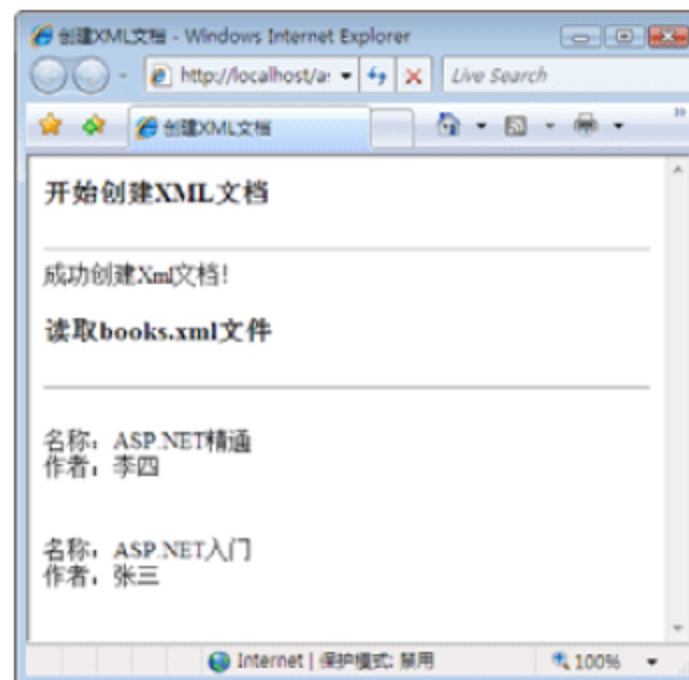 创建XML文档 - Windows Internet Explorer
http://localhost/a
Live Search
创建XML文档
开始创建XML文档
成功创建Xml文档!
读取books.xml文件
名称：ASP.NET精通
作者：李四
名称：ASP.NET入门
作者：张三
Internet | 保护模式: 禁用
100%